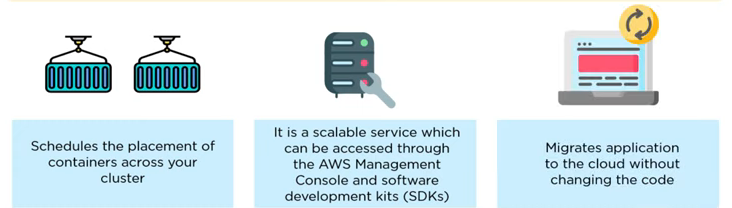 Schedules the placement of
containers across your
cluster
It is a scalable service which
can be accessed through
the AWS Management
Console and software
development kits (SDKs)
Migrates application
to the cloud without
changing the code